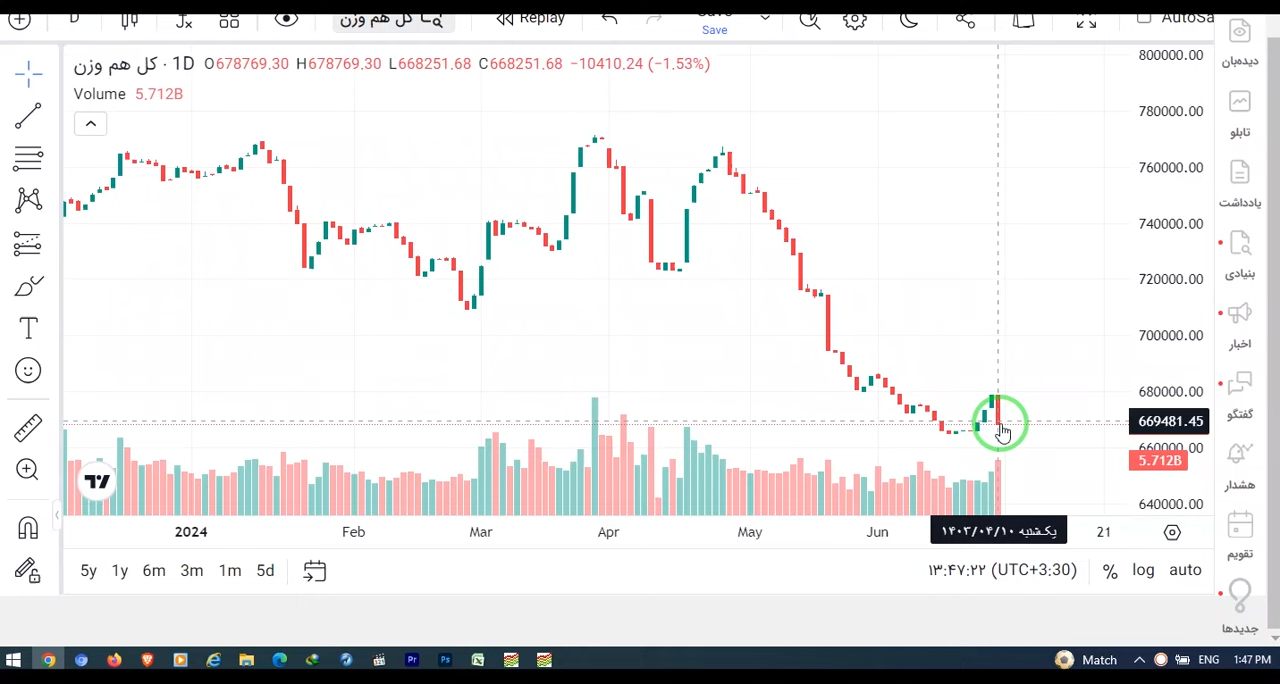 D
کل هم وزن
Replay
Save
Save
AutoSa
کل هم وزن · 1D O678769.30 H678769.30 L668251.68 C668251.68 −10410.24 (−1.53%)
Volume 5.712B
800000.00
780000.00
760000.00
740000.00
720000.00
700000.00
680000.00
669481.45
660000.00
5.712B
640000.00
2024 Feb Mar Apr May Jun یکشنبه ۱۴۰۳/۰۴/۱۰ 21
5y 1y 6m 3m 1m 5d ۱۳:۴۷:۲۲ (UTC+3:30) % log auto
دیده‌بان
تابلو
یادداشت
بنیادی
اخبار
گفتگو
هشدار
تقویم
جدیدها
Match ENG 1:47 PM